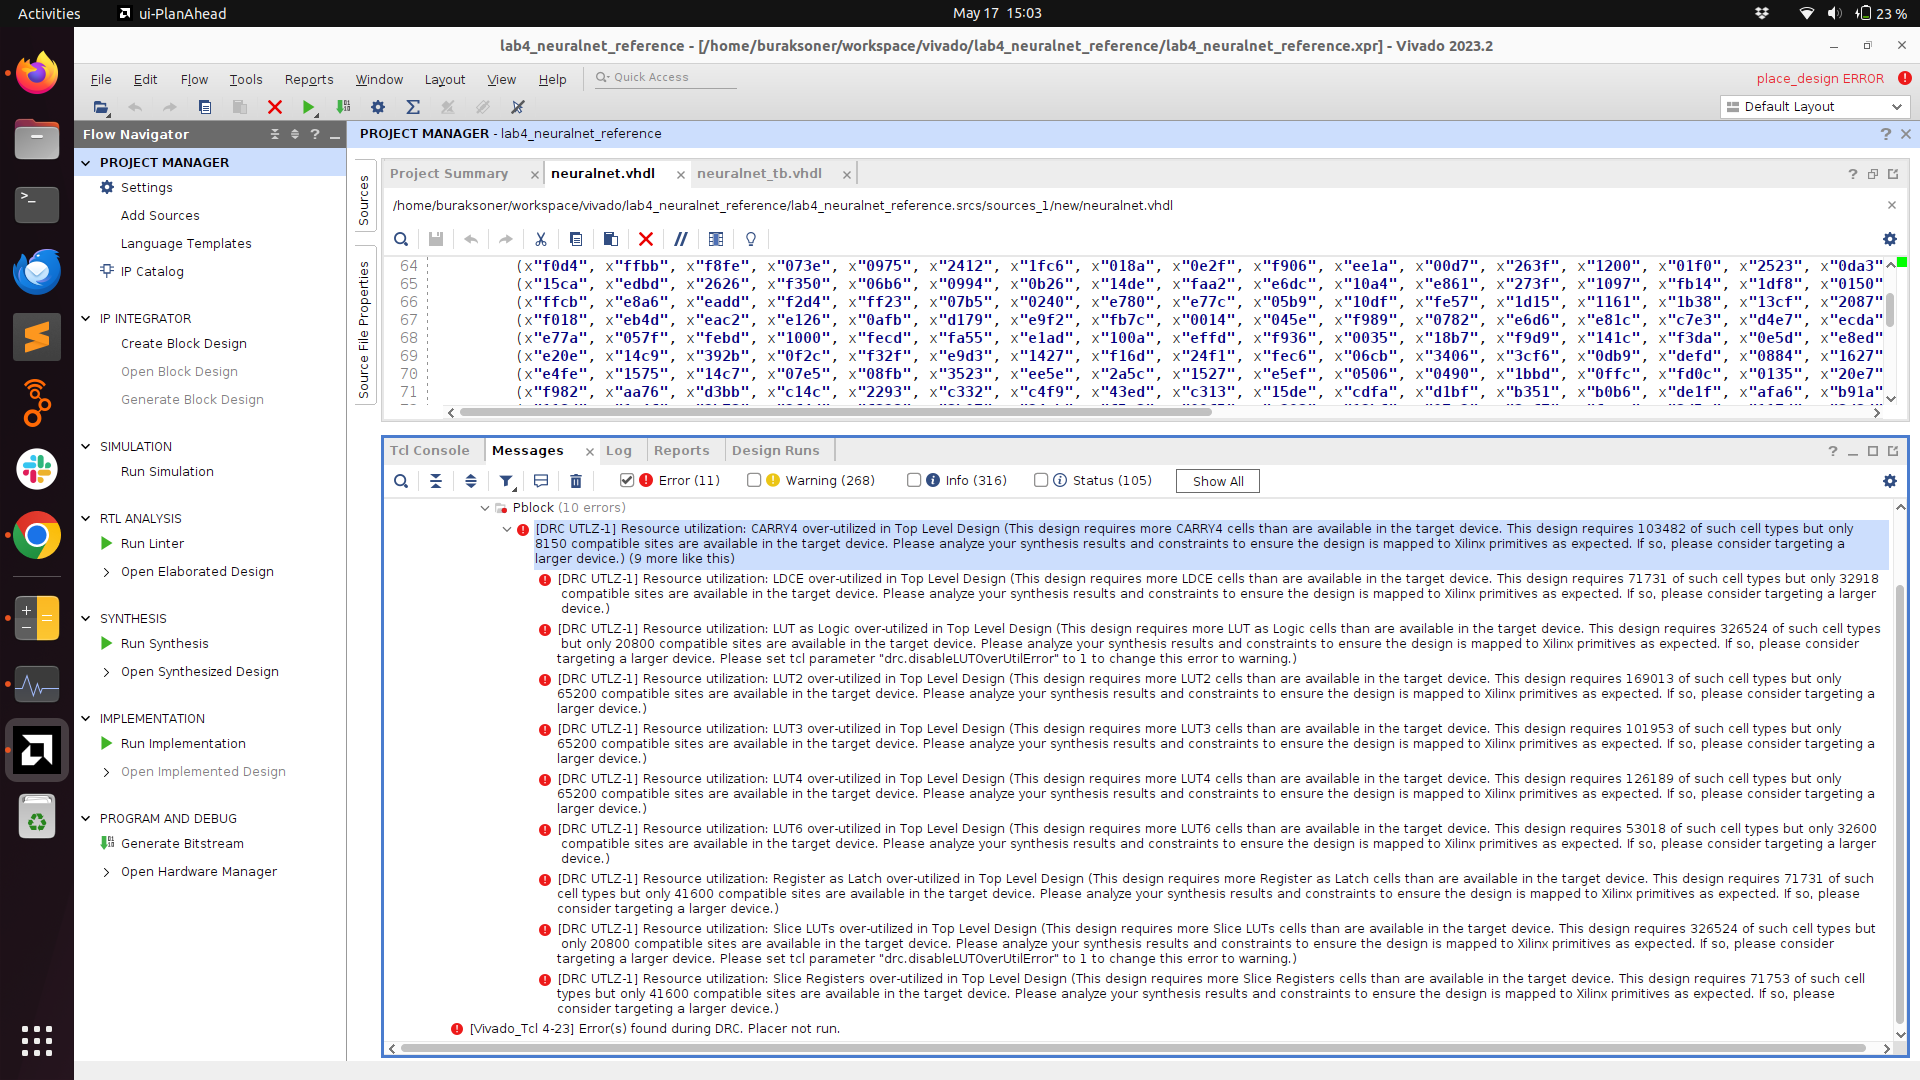 Activities
ui-PlanAhead
May 17 15:03
23 %
lab4_neuralnet_reference - [/home/buraksoner/workspace/vivado/lab4_neuralnet_reference/lab4_neuralnet_reference.xpr] - Vivado 2023.2
File Edit Flow Tools Reports Window Layout View Help
Quick Access
place_design ERROR
Default Layout
Flow Navigator
PROJECT MANAGER
Settings
Add Sources
Language Templates
IP Catalog
IP INTEGRATOR
Create Block Design
Open Block Design
Generate Block Design
SIMULATION
Run Simulation
RTL ANALYSIS
Run Linter
Open Elaborated Design
SYNTHESIS
Run Synthesis
Open Synthesized Design
IMPLEMENTATION
Run Implementation
Open Implemented Design
PROGRAM AND DEBUG
Generate Bitstream
Open Hardware Manager
PROJECT MANAGER - lab4_neuralnet_reference
Sources
Source File Properties
Project Summary
neuralnet.vhdl
neuralnet_tb.vhdl
/home/buraksoner/workspace/vivado/lab4_neuralnet_reference/lab4_neuralnet_reference.srcs/sources_1/new/neuralnet.vhdl
64 (x"f0d4", x"ffbb", x"f8fe", x"073e", x"0975", x"2412", x"1fc6", x"018a", x"0e2f", x"f906", x"ee1a", x"00d7", x"263f", x"1200", x"01f0", x"2523", x"0da3"
65 (x"15ca", x"edbd", x"2626", x"f350", x"06b6", x"0994", x"0b26", x"14de", x"faa2", x"e6dc", x"10a4", x"e861", x"273f", x"1097", x"fb14", x"1df8", x"0150"
66 (x"ffcb", x"e8a6", x"eadd", x"f2d4", x"ff23", x"07b5", x"0240", x"e780", x"e77c", x"05b9", x"10df", x"fe57", x"1d15", x"1161", x"1b38", x"13cf", x"2087"
67 (x"f018", x"eb4d", x"eac2", x"e126", x"0afb", x"d179", x"e9f2", x"fb7c", x"0014", x"045e", x"f989", x"0782", x"e6d6", x"e81c", x"c7e3", x"d4e7", x"ecda"
68 (x"e77a", x"057f", x"febd", x"1000", x"fecd", x"fa55", x"e1ad", x"100a", x"effd", x"f936", x"0035", x"18b7", x"f9d9", x"141c", x"f3da", x"0e5d", x"e8ed"
69 (x"e20e", x"14c9", x"392b", x"0f2c", x"f32f", x"e9d3", x"1427", x"f16d", x"24f1", x"fec6", x"06cb", x"3406", x"3cf6", x"0db9", x"defd", x"0884", x"1627"
70 (x"e4fe", x"1575", x"14c7", x"07e5", x"08fb", x"3523", x"ee5e", x"2a5c", x"1527", x"e5ef", x"0506", x"0490", x"1bbd", x"0ffc", x"fd0c", x"0135", x"20e7"
71 (x"f982", x"aa76", x"d3bb", x"c14c", x"2293", x"c332", x"c4f9", x"43ed", x"c313", x"15de", x"cdfa", x"d1bf", x"b351", x"b0b6", x"de1f", x"afa6", x"b91a"
Tcl Console
Messages
Log
Reports
Design Runs
Error (11)
Warning (268)
Info (316)
Status (105)
Show All
Pblock (10 errors)
[DRC UTLZ-1] Resource utilization: CARRY4 over-utilized in Top Level Design (This design requires more CARRY4 cells than are available in the target device. This design requires 103482 of such cell types but only
8150 compatible sites are available in the target device. Please analyze your synthesis results and constraints to ensure the design is mapped to Xilinx primitives as expected. If so, please consider targeting a
larger device.) (9 more like this)
[DRC UTLZ-1] Resource utilization: LDCE over-utilized in Top Level Design (This design requires more LDCE cells than are available in the target device. This design requires 71731 of such cell types but only 32918
compatible sites are available in the target device. Please analyze your synthesis results and constraints to ensure the design is mapped to Xilinx primitives as expected. If so, please consider targeting a larger
device.)
[DRC UTLZ-1] Resource utilization: LUT as Logic over-utilized in Top Level Design (This design requires more LUT as Logic cells than are available in the target device. This design requires 326524 of such cell types
but only 20800 compatible sites are available in the target device. Please analyze your synthesis results and constraints to ensure the design is mapped to Xilinx primitives as expected. If so, please consider
targeting a larger device. Please set tcl parameter "drc.disableLUTOverUtilError" to 1 to change this error to warning.)
[DRC UTLZ-1] Resource utilization: LUT2 over-utilized in Top Level Design (This design requires more LUT2 cells than are available in the target device. This design requires 169013 of such cell types but only
65200 compatible sites are available in the target device. Please analyze your synthesis results and constraints to ensure the design is mapped to Xilinx primitives as expected. If so, please consider targeting a
larger device.)
[DRC UTLZ-1] Resource utilization: LUT3 over-utilized in Top Level Design (This design requires more LUT3 cells than are available in the target device. This design requires 101953 of such cell types but only
65200 compatible sites are available in the target device. Please analyze your synthesis results and constraints to ensure the design is mapped to Xilinx primitives as expected. If so, please consider targeting a
larger device.)
[DRC UTLZ-1] Resource utilization: LUT4 over-utilized in Top Level Design (This design requires more LUT4 cells than are available in the target device. This design requires 126189 of such cell types but only
65200 compatible sites are available in the target device. Please analyze your synthesis results and constraints to ensure the design is mapped to Xilinx primitives as expected. If so, please consider targeting a
larger device.)
[DRC UTLZ-1] Resource utilization: LUT6 over-utilized in Top Level Design (This design requires more LUT6 cells than are available in the target device. This design requires 53018 of such cell types but only 32600
compatible sites are available in the target device. Please analyze your synthesis results and constraints to ensure the design is mapped to Xilinx primitives as expected. If so, please consider targeting a larger
device.)
[DRC UTLZ-1] Resource utilization: Register as Latch over-utilized in Top Level Design (This design requires more Register as Latch cells than are available in the target device. This design requires 71731 of such
cell types but only 41600 compatible sites are available in the target device. Please analyze your synthesis results and constraints to ensure the design is mapped to Xilinx primitives as expected. If so, please
consider targeting a larger device.)
[DRC UTLZ-1] Resource utilization: Slice LUTs over-utilized in Top Level Design (This design requires more Slice LUTs cells than are available in the target device. This design requires 326524 of such cell types but
only 20800 compatible sites are available in the target device. Please analyze your synthesis results and constraints to ensure the design is mapped to Xilinx primitives as expected. If so, please consider
targeting a larger device. Please set tcl parameter "drc.disableLUTOverUtilError" to 1 to change this error to warning.)
[DRC UTLZ-1] Resource utilization: Slice Registers over-utilized in Top Level Design (This design requires more Slice Registers cells than are available in the target device. This design requires 71753 of such cell
types but only 41600 compatible sites are available in the target device. Please analyze your synthesis results and constraints to ensure the design is mapped to Xilinx primitives as expected. If so, please
consider targeting a larger device.)
[Vivado_Tcl 4-23] Error(s) found during DRC. Placer not run.